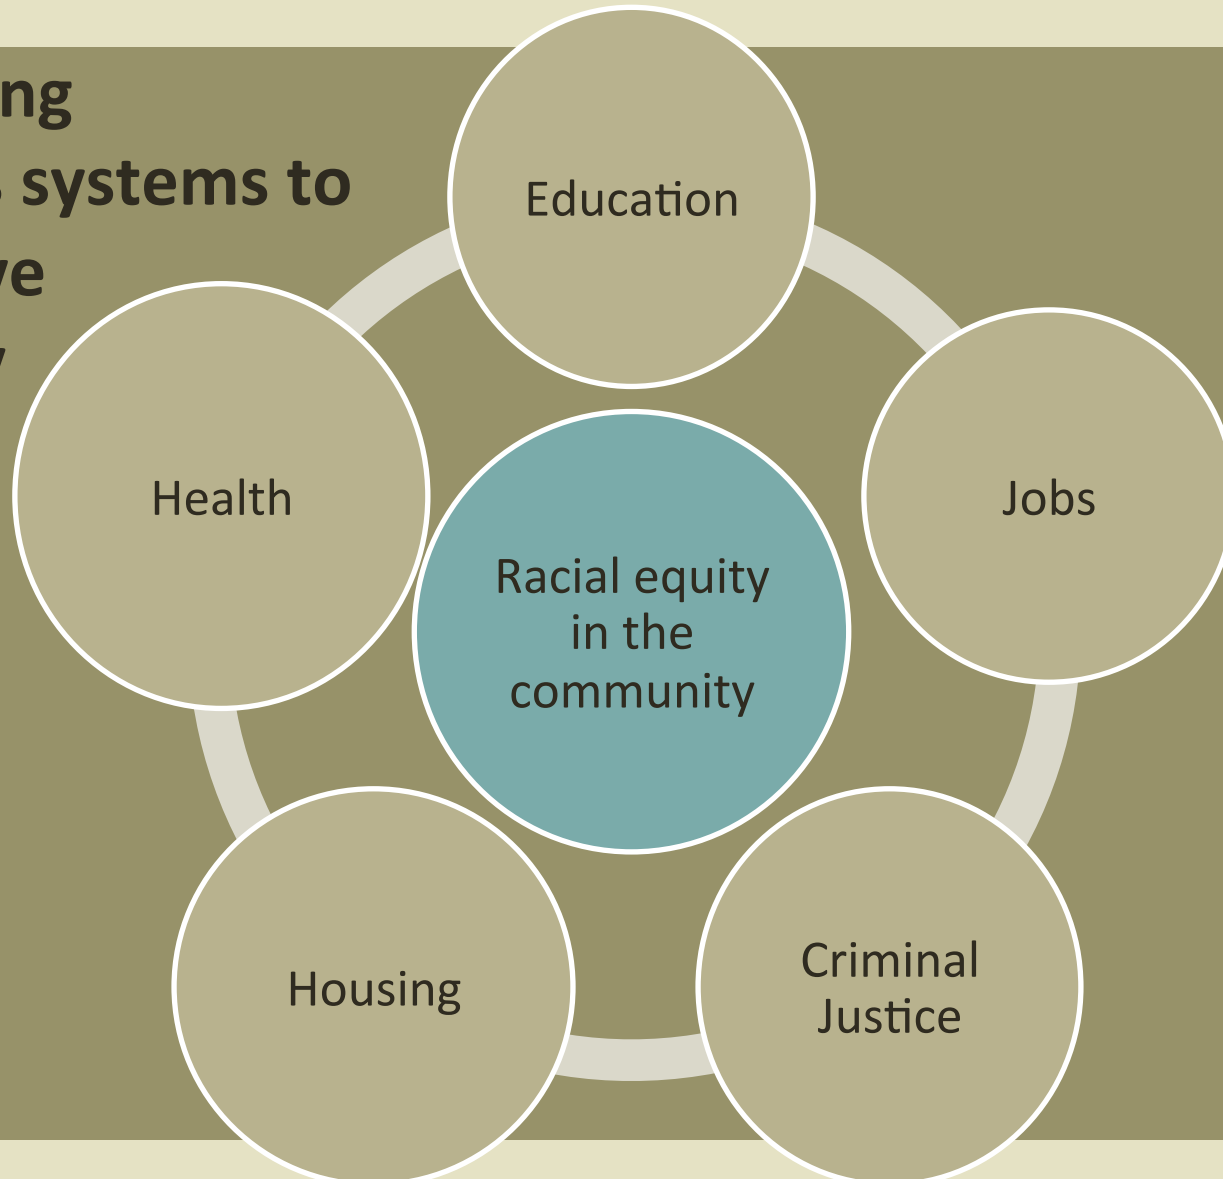 ng
s systems to
ve
y
Education
Health
Jobs
Racial equity
in the
community
Housing
Criminal
Justice